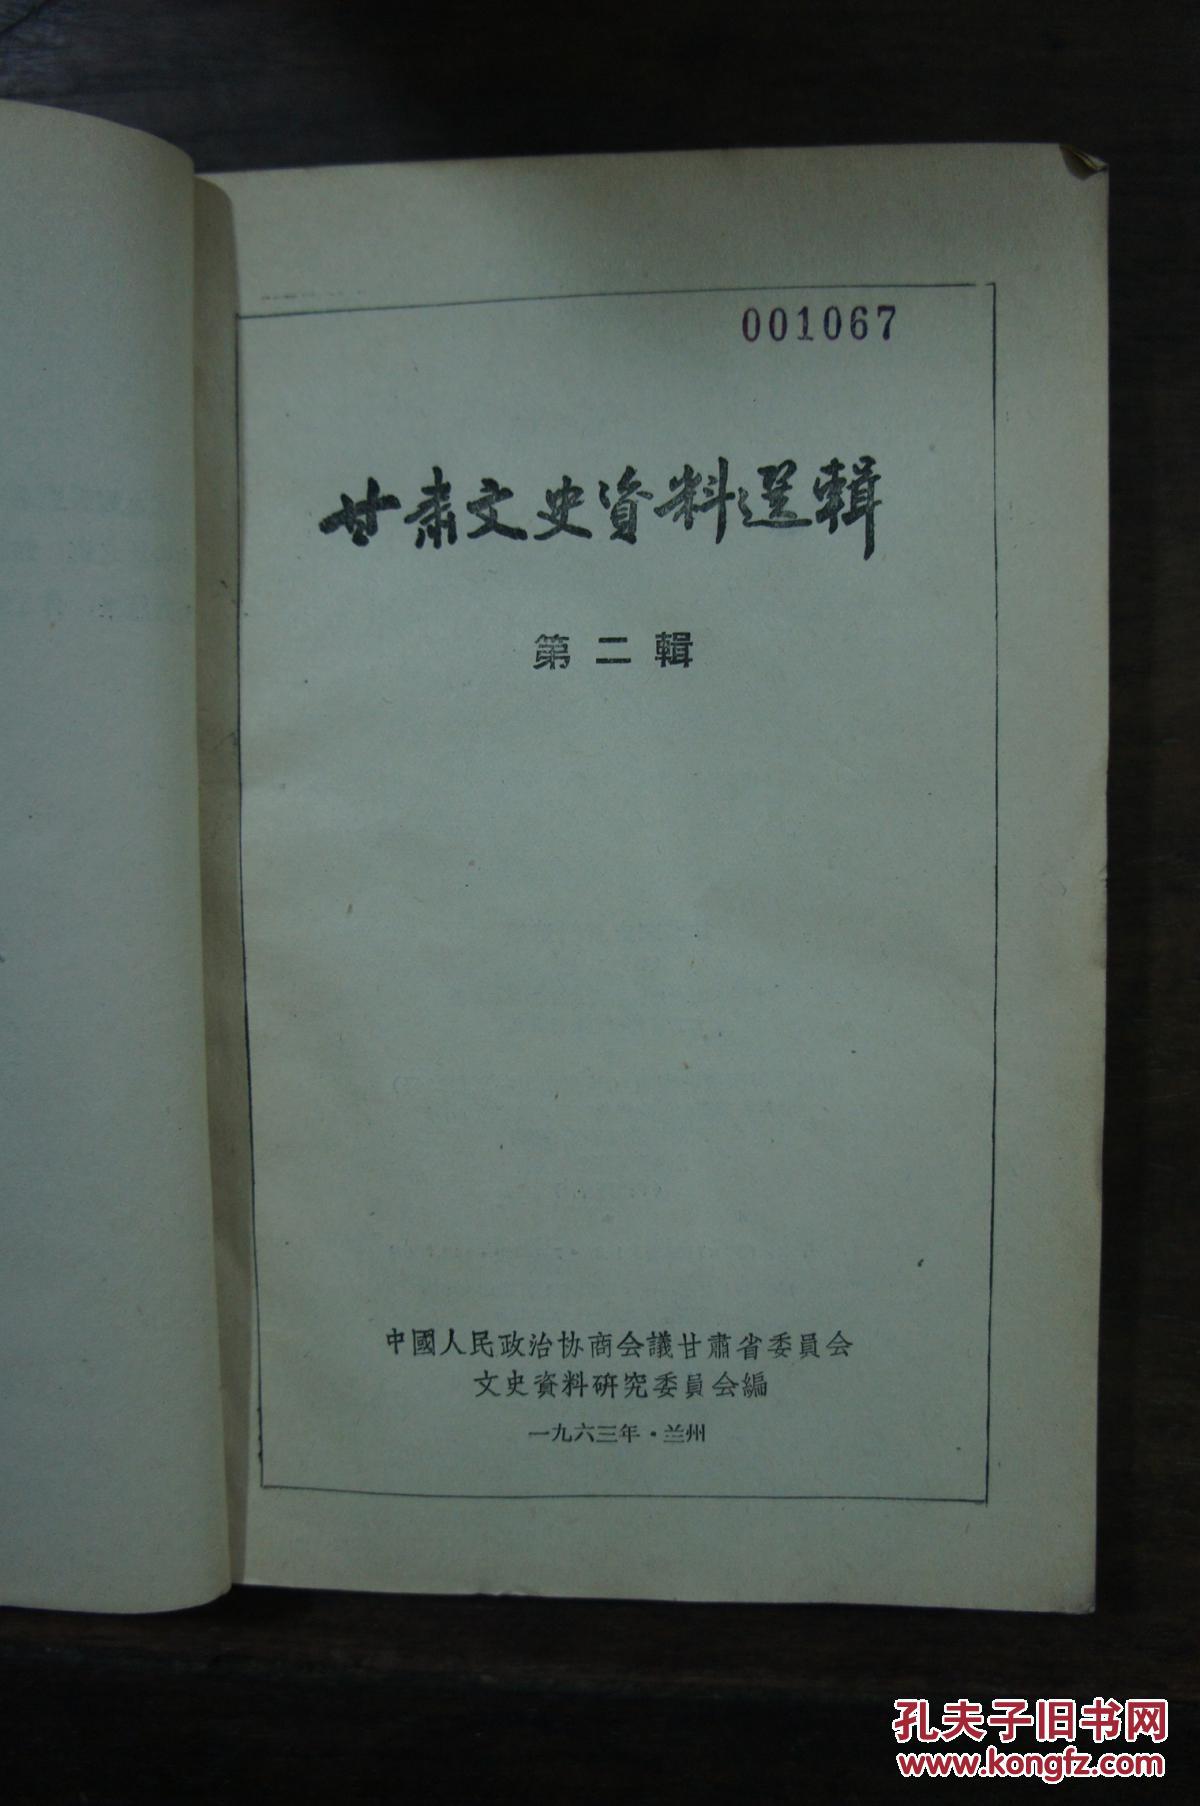 001067
甘肅文史資料選輯
第二輯
中國人民政治协商会議甘肅省委員会
文史資料研究委員会編
一九六三年·兰州
孔夫子旧书网
www.kongfz.com